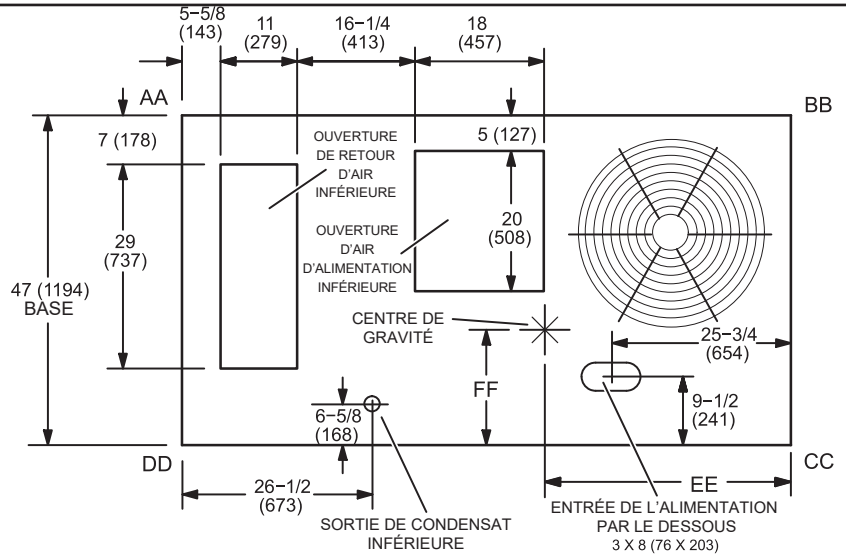 5−5/8
(143)
11
(279)
16−1/4
(413)
18
(457)
AA
BB
7 (178)
OUVERTURE
DE RETOUR
D'AIR
INFÉRIEURE
5 (127)
29
(737)
OUVERTURE
D'AIR
D'ALIMENTATION
INFÉRIEURE
20
(508)
47 (1194)
BASE
CENTRE DE
GRAVITÉ
25−3/4
(654)
FF
6−5/8
(168)
9−1/2
(241)
DD
CC
26−1/2
(673)
EE
SORTIE DE CONDENSAT
INFÉRIEURE
ENTRÉE DE L'ALIMENTATION
PAR LE DESSOUS
3 X 8 (76 X 203)